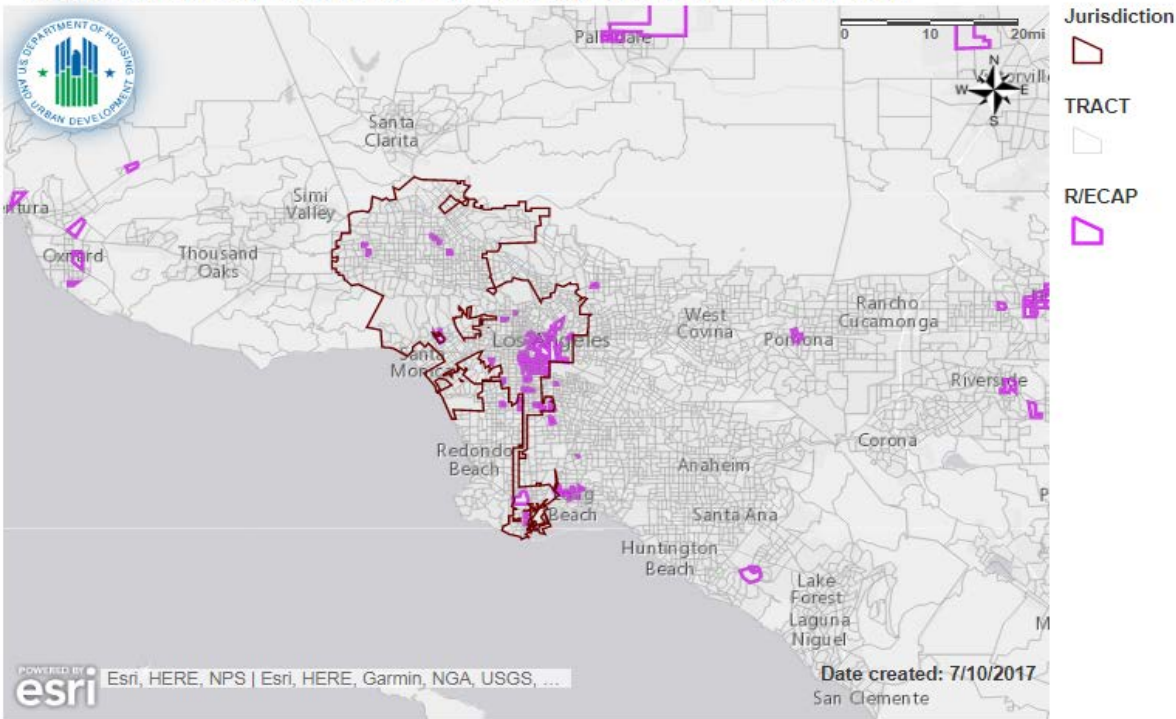 Jurisdiction
TRACT
R/ECAP
U.S. DEPARTMENT OF HOUSING
AND URBAN DEVELOPMENT
0 10 20mi
N
W E
S
Santa
Clarita
Simi
Valley
Thousand
Oaks
Oxnard
Los Angeles
Santa
Monica
West
Covina
Rancho
Cucamonga
Pomona
Riverside
Corona
Redondo
Beach
Anaheim
Beach
Santa Ana
Huntington
Beach
Lake
Forest
Laguna
Niguel
M
POWERED BY
esri
Esri, HERE, NPS | Esri, HERE, Garmin, NGA, USGS, ...
Date created: 7/10/2017
San Clemente